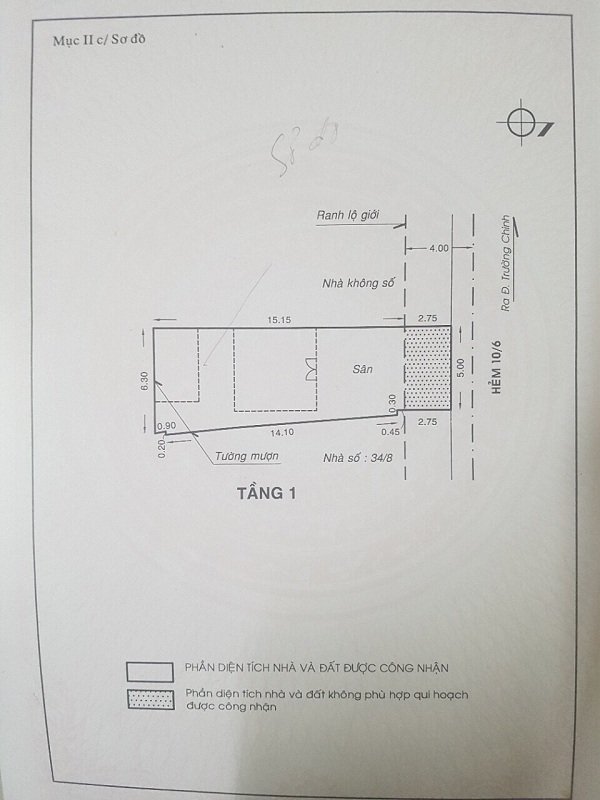 Mục II c/ Sơ đồ
Sơ đồ
Ranh lộ giới
4.00
Ra Đ. Trường Chinh
Nhà không số
15.15
2.75
6.30
Sân
5.00
HẺM 10/6
0.30
0.90
0.20
14.10
0.45
2.75
Tường mượn
Nhà số : 34/8
TẦNG 1
PHẦN DIỆN TÍCH NHÀ VÀ ĐẤT ĐƯỢC CÔNG NHẬN
Phần diện tích nhà và đất không phù hợp qui hoạch
được công nhận